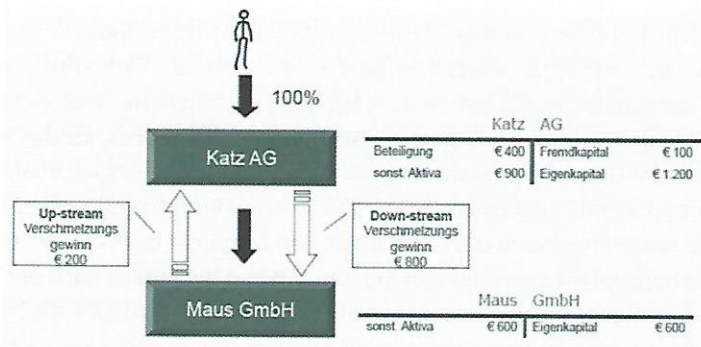 100%
Katz AG
Katz AG
Beteiligung € 400 Fremdkapital € 100
sonst. Aktiva € 900 Eigenkapital € 1.200
Up-stream
Verschmelzungs
gewinn
€ 200
Down-stream
Verschmelzungs
gewinn
€ 800
Maus GmbH
Maus GmbH
sonst. Aktiva € 600 Eigenkapital € 600